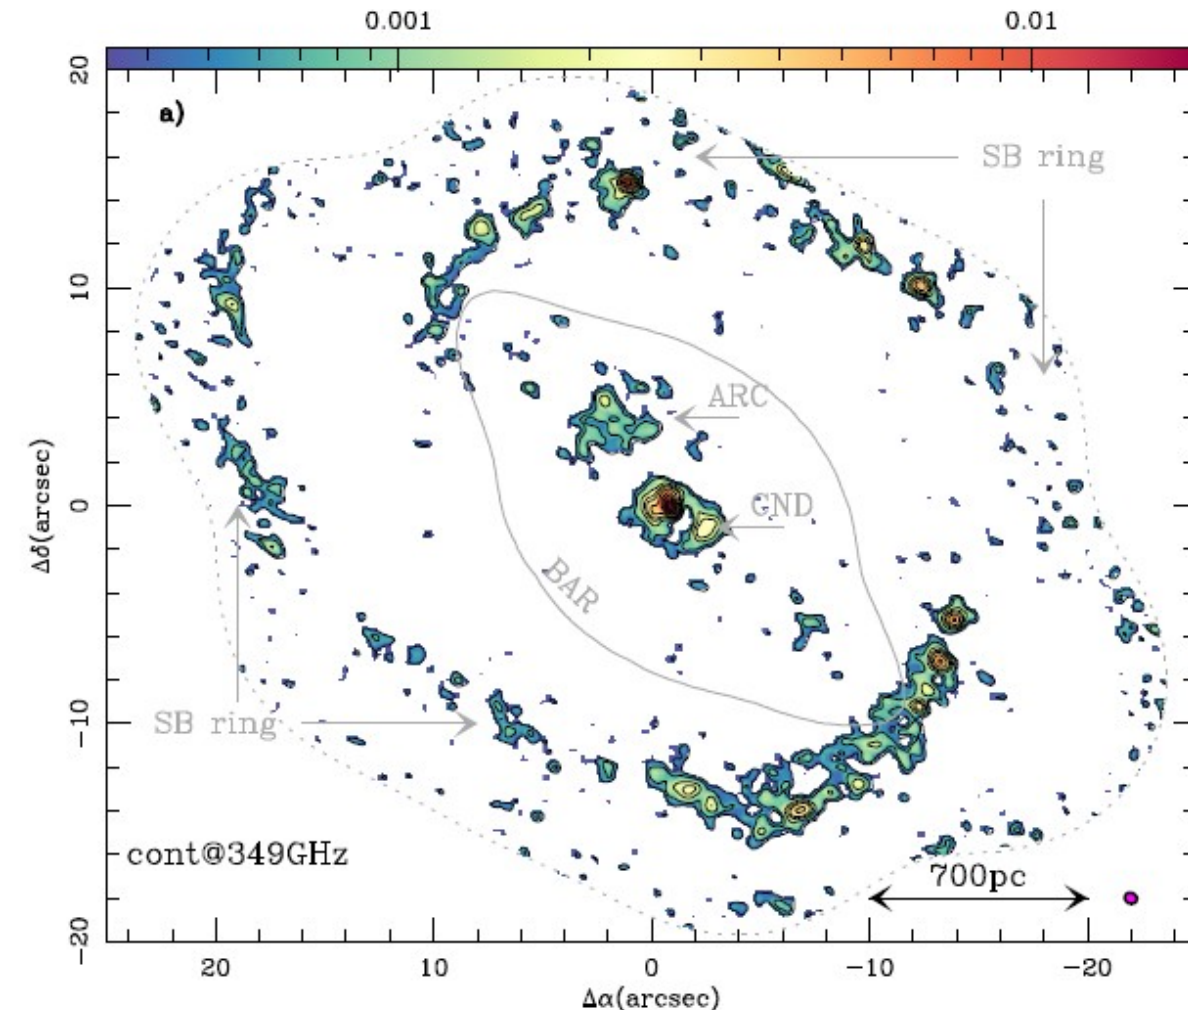 0.001 0.01
20
a)
SB ring
10
ARC
0
CND
Δδ(arcsec)
BAR
-10
SB ring
cont@349GHz
700pc
-20
20 10 0 -10 -20
Δα(arcsec)